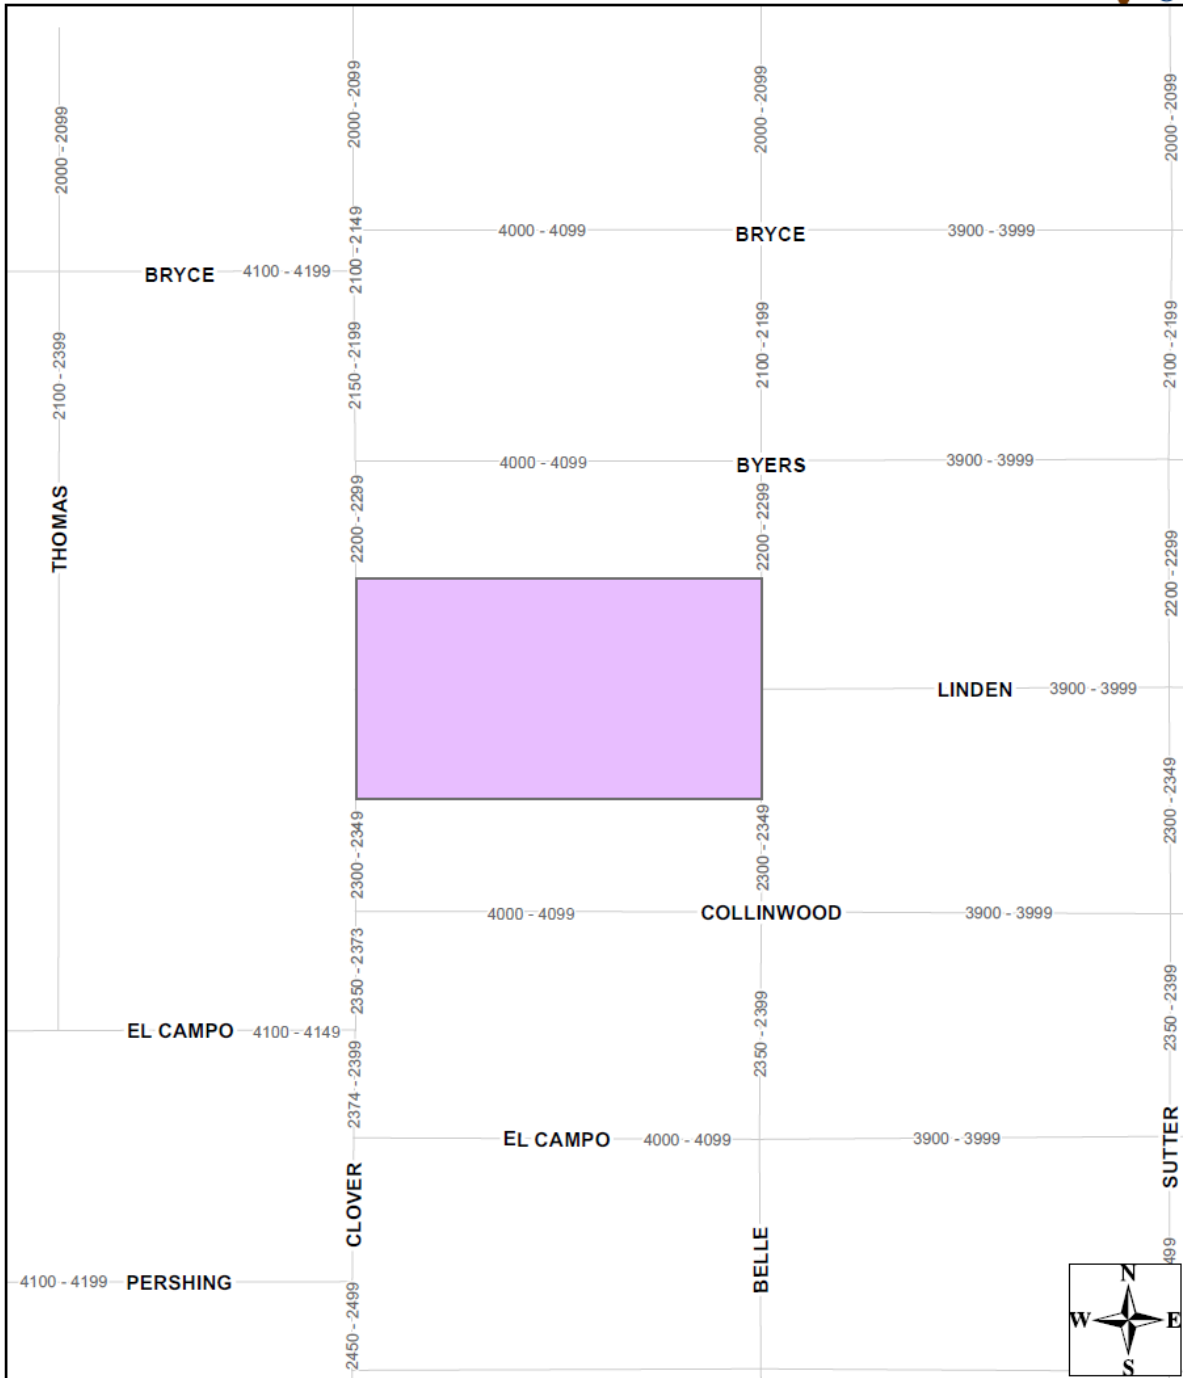 2000 - 2099
2000 - 2099
2000 - 2099
2000 - 2099
4000 - 4099
BRYCE
3900 - 3999
2100 - 2149
BRYCE
4100 - 4199
2100 - 2399
2150 - 2199
2100 - 2199
2100 - 2199
4000 - 4099
BYERS
3900 - 3999
THOMAS
2200 - 2299
2200 - 2299
2200 - 2299
LINDEN
3900 - 3999
2300 - 2349
2300 - 2349
2300 - 2349
4000 - 4099
COLLINWOOD
3900 - 3999
2350 - 2373
2350 - 2399
2350 - 2399
EL CAMPO
4100 - 4149
2374 - 2399
EL CAMPO
4000 - 4099
3900 - 3999
SUTTER
CLOVER
BELLE
499
4100 - 4199
PERSHING
2450 - 2499
N
W
E
S